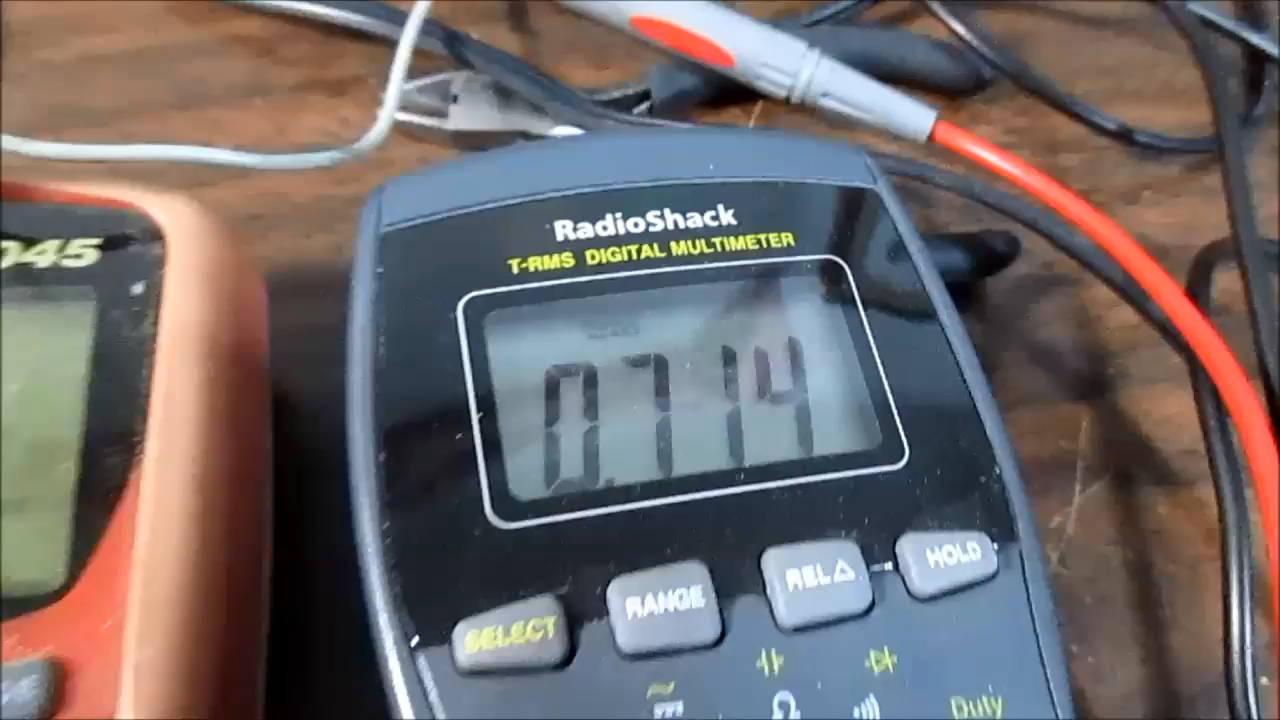 045
RadioShack
T-RMS DIGITAL MULTIMETER
0.714
SELECT
RANGE
REL△
HOLD
Duty